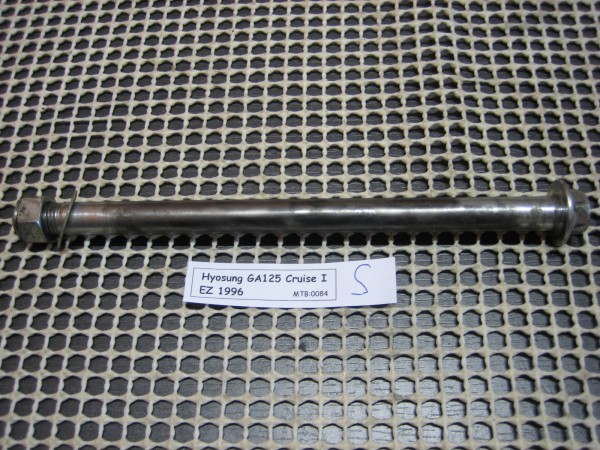 Hyosung GA125 Cruise I S
EZ 1996 MTB:0084